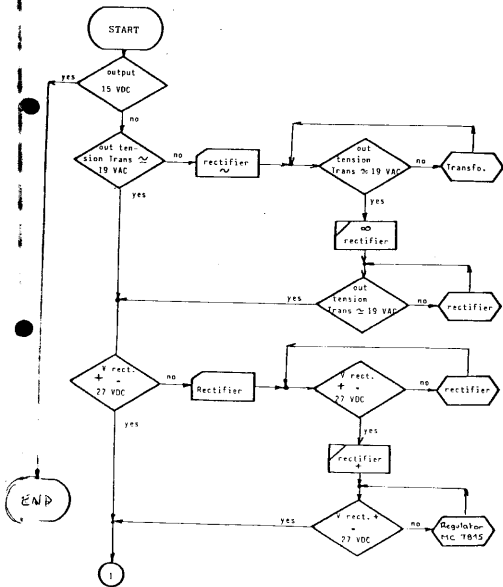 START
yes
output
15 VDC
no
out ten-
sion Trans ≃
19 VAC
no
rectifier
~
out
tension
Trans ≃ 19 VAC
no
Transfo.
yes
yes
∞
rectifier
yes
out
tension
Trans ≃ 19 VAC
no
rectifier
V rect.
+ -
27 VDC
no
Rectifier
V rect.
+ -
27 VDC
no
rectifier
yes
yes
rectifier
+
END
yes
V rect. +
-
27 VDC
no
Regulator
MC 7815
1